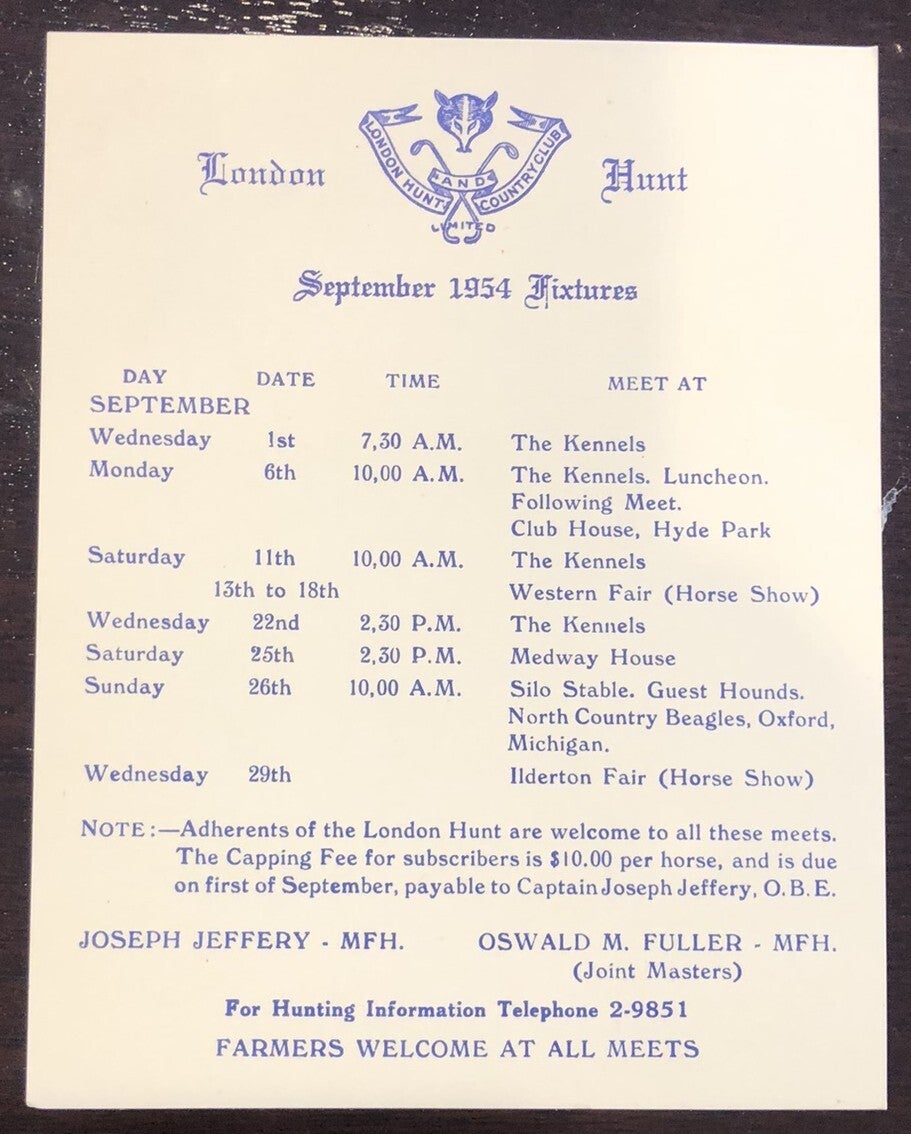 London Hunt
LONDON HUNT AND COUNTRY CLUB
LIMITED
September 1954 Fixtures
DAY DATE TIME MEET AT
SEPTEMBER
Wednesday 1st 7,30 A.M. The Kennels
Monday 6th 10,00 A.M. The Kennels. Luncheon.
Following Meet.
Club House, Hyde Park
Saturday 11th 10,00 A.M. The Kennels
13th to 18th Western Fair (Horse Show)
Wednesday 22nd 2,30 P.M. The Kennels
Saturday 25th 2,30 P.M. Medway House
Sunday 26th 10,00 A.M. Silo Stable. Guest Hounds.
North Country Beagles, Oxford,
Michigan.
Wednesday 29th Ilderton Fair (Horse Show)
NOTE:—Adherents of the London Hunt are welcome to all these meets.
The Capping Fee for subscribers is $10.00 per horse, and is due
on first of September, payable to Captain Joseph Jeffery, O.B.E.
JOSEPH JEFFERY - MFH. OSWALD M. FULLER - MFH.
(Joint Masters)
For Hunting Information Telephone 2-9851
FARMERS WELCOME AT ALL MEETS